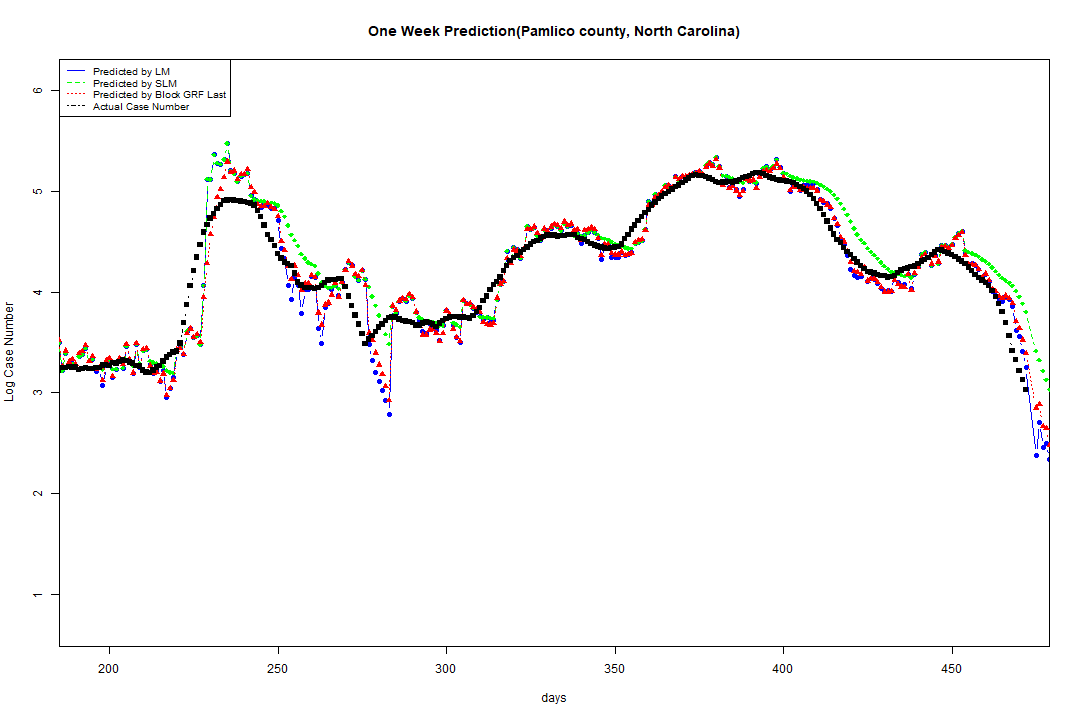 One Week Prediction(Pamlico county, North Carolina)
Predicted by LM
Predicted by SLM
Predicted by Block GRF Last
Actual Case Number
6
5
4
3
2
1
Log Case Number
200 250 300 350 400 450
days